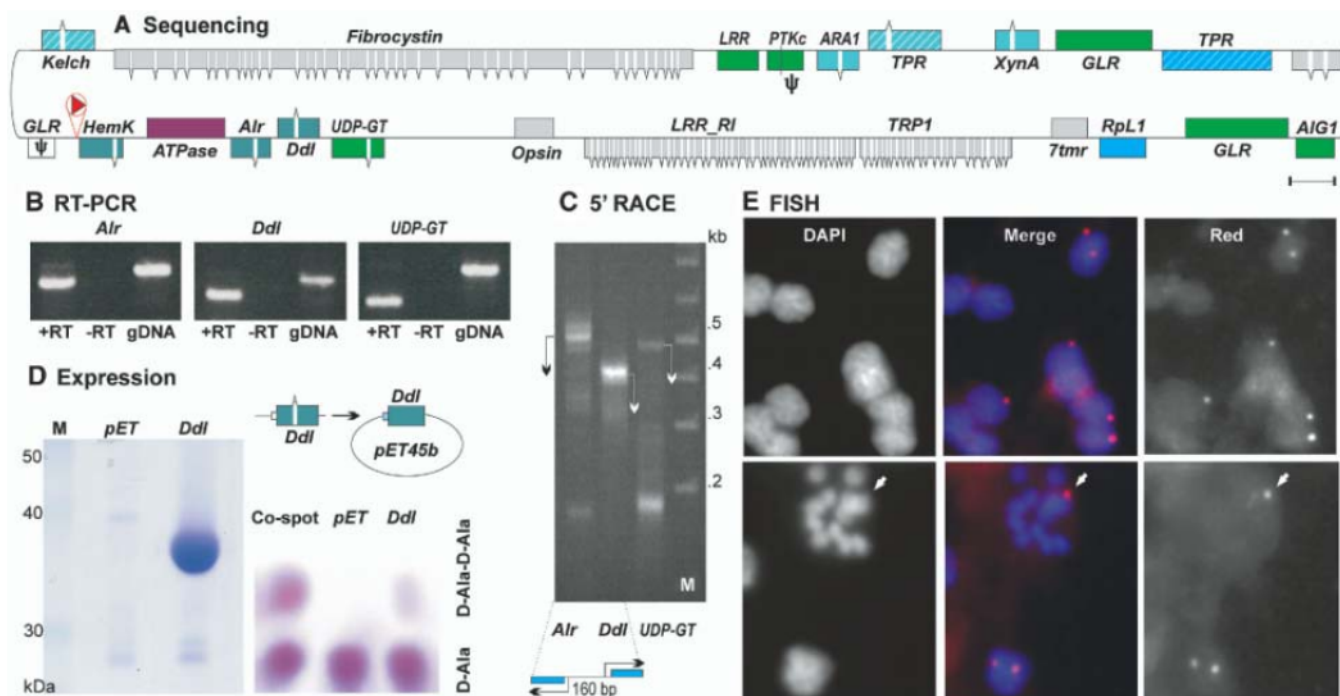 A Sequencing
Fibrocystin
LRR PTKc ARA1
TPR
Kelch
ψ
TPR
XynA
GLR
GLR
HemK
Alr
UDP-GT
LRR_RI
TRP1
RpL1
AIG1
ψ
ATPase
Ddl
Opsin
7tmr
GLR
B RT-PCR
Alr
Ddl
UDP-GT
+RT -RT gDNA
+RT -RT gDNA
+RT -RT gDNA
C 5' RACE
kb
.5
.4
.3
.2
M
Alr
Ddl
UDP-GT
160 bp
D Expression
M
pET
Ddl
50
40
30
kDa
Ddl
Ddl
pET45b
Co-spot
pET
Ddl
D-Ala-D-Ala
D-Ala
E FISH
DAPI
Merge
Red